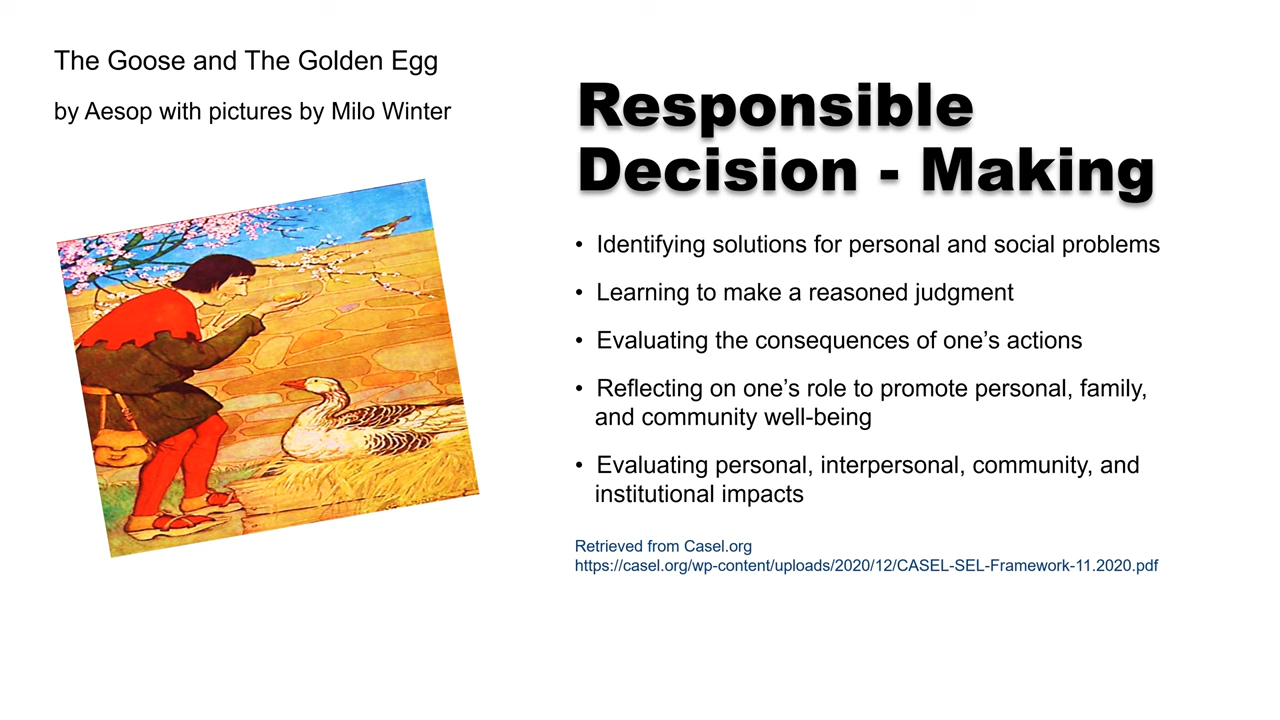 The Goose and The Golden Egg
by Aesop with pictures by Milo Winter
Responsible
Decision - Making
• Identifying solutions for personal and social problems
• Learning to make a reasoned judgment
• Evaluating the consequences of one’s actions
• Reflecting on one’s role to promote personal, family,
and community well-being
• Evaluating personal, interpersonal, community, and
institutional impacts
Retrieved from Casel.org
https://casel.org/wp-content/uploads/2020/12/CASEL-SEL-Framework-11.2020.pdf